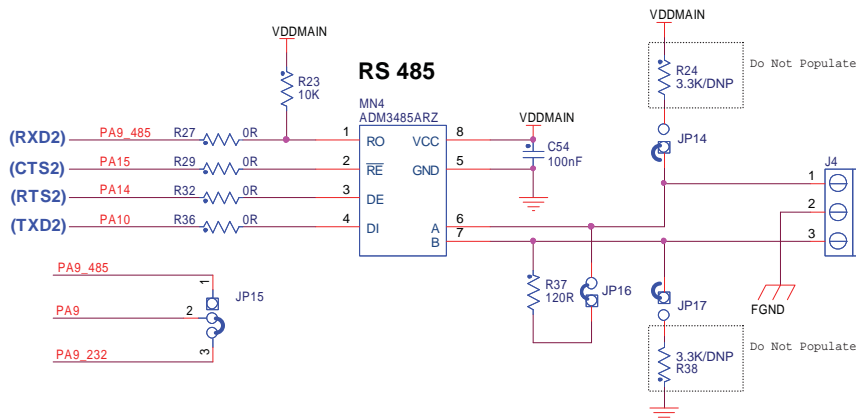 VDDMAIN
VDDMAIN
RS 485
R23
10K
R24
3.3K/DNP
Do Not Populate
MN4
ADM3485ARZ
VDDMAIN
(RXD2) PA9_485 R27 0R 1 RO VCC 8
C54
100nF
JP14
(CTS2) PA15 R29 0R 2 RE GND 5
J4
1
(RTS2) PA14 R32 0R 3 DE
2
(TXD2) PA10 R36 0R 4 DI A 6
B 7
3
PA9_485
1
JP15
R37
120R
JP16
JP17
FGND
PA9 2
PA9_232
3
3.3K/DNP
R38
Do Not Populate